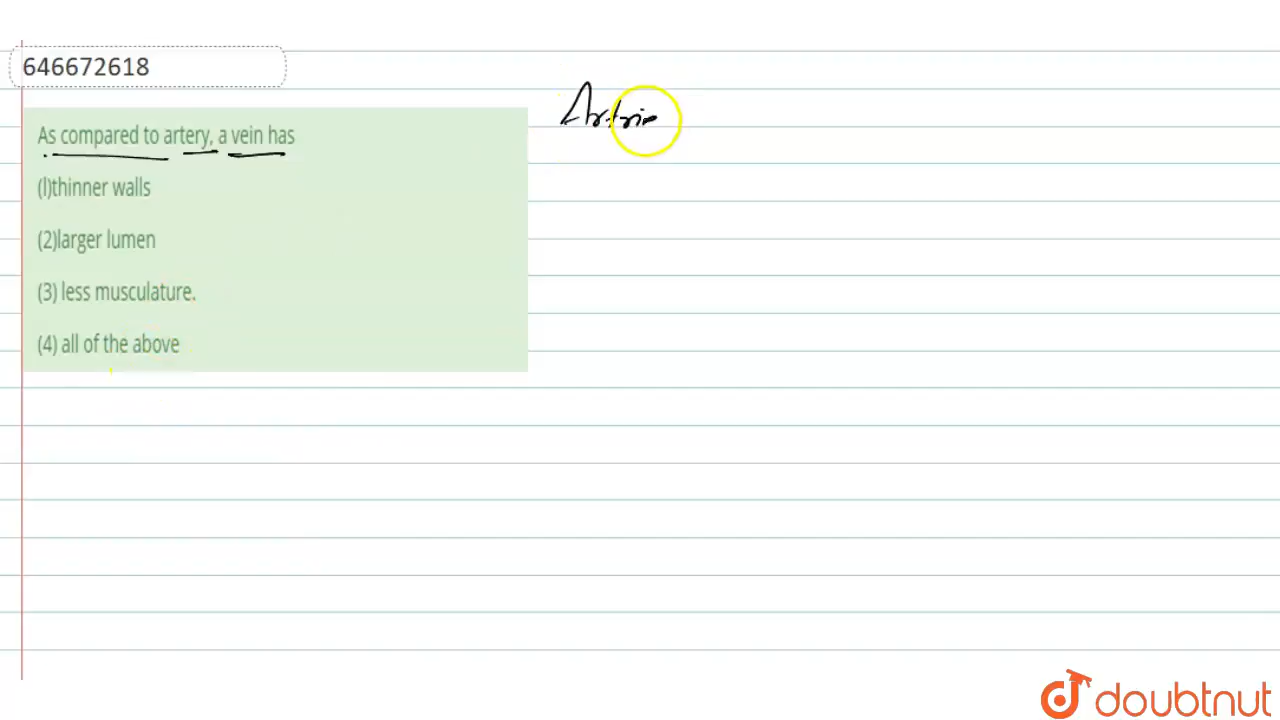 646672618
As compared to artery, a vein has
(l)thinner walls
(2)larger lumen
(3) less musculature.
(4) all of the above
doubtnut